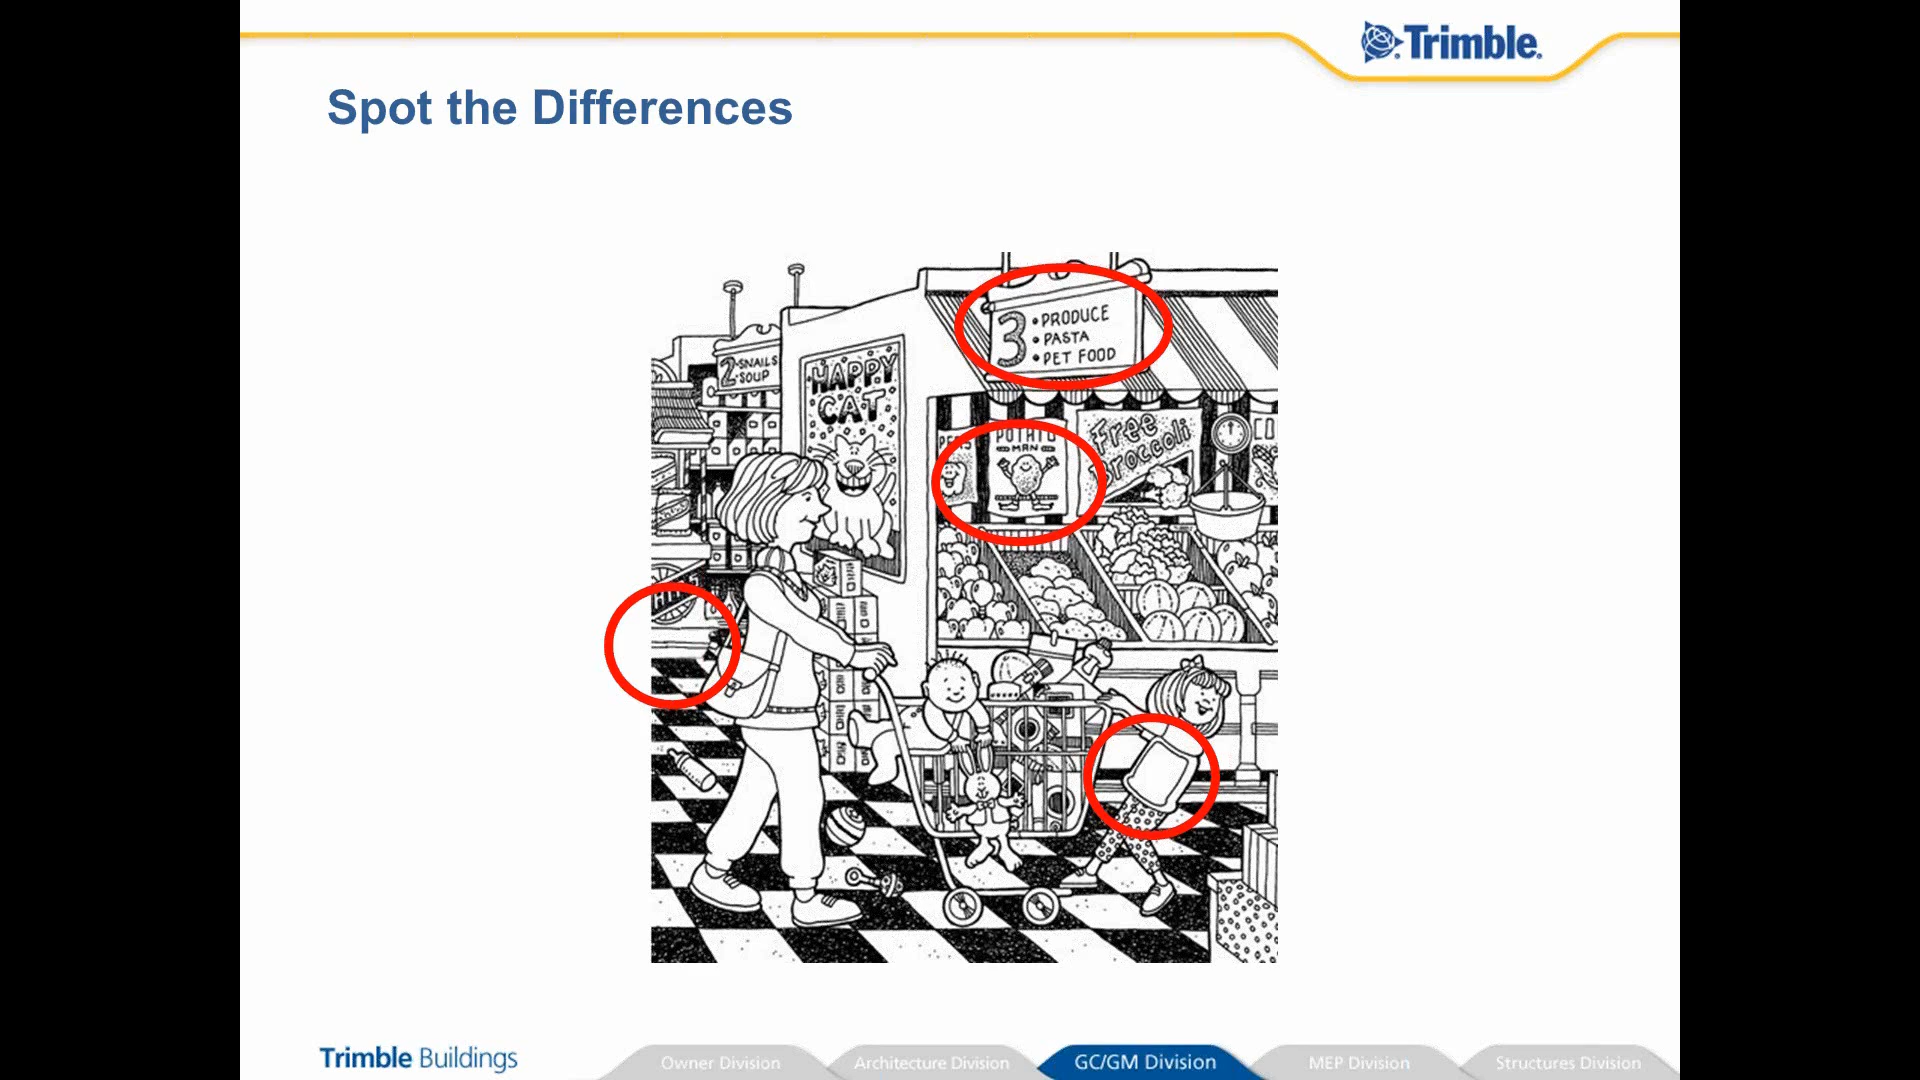 Trimble.
Spot the Differences
3 • PRODUCE
• PASTA
• PET FOOD
2 • SNAILS
• SOUP
HAPPY
CAT
POTATO
MAN
Free
Broccoli
Trimble Buildings
Owner Division
Architecture Division
GC/GM Division
MEP Division
Structures Division